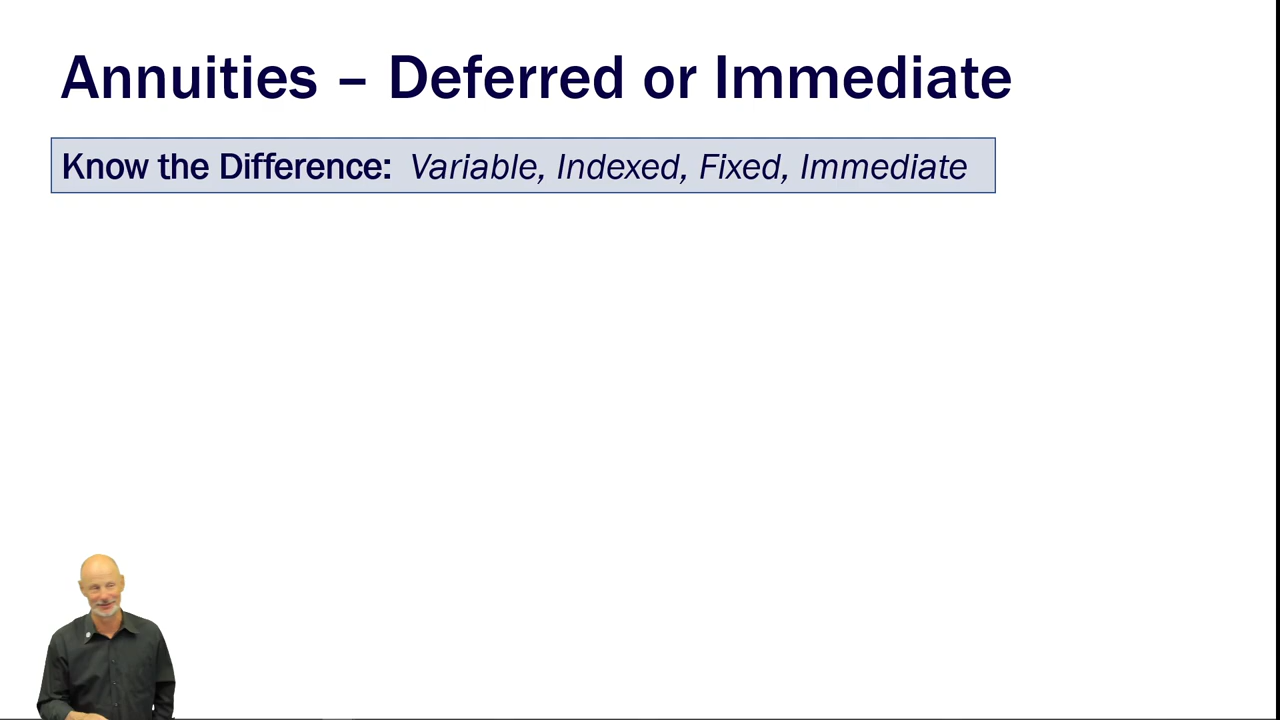 Annuities – Deferred or Immediate
Know the Difference: Variable, Indexed, Fixed, Immediate